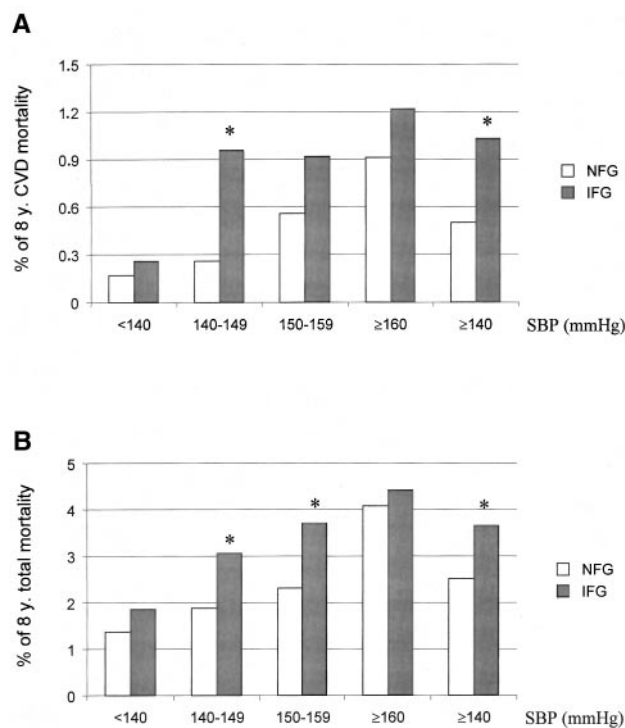 A
% of 8 y. CVD mortality
1.5
1.2
0.9
0.6
0.3
0
*
*
NFG
IFG
<140 140-149 150-159 ≥160 ≥140 SBP (mmHg)
B
% of 8 y. total mortality
5
4
3
2
1
0
*
*
*
NFG
IFG
<140 140-149 150-159 ≥160 ≥140 SBP (mmHg)